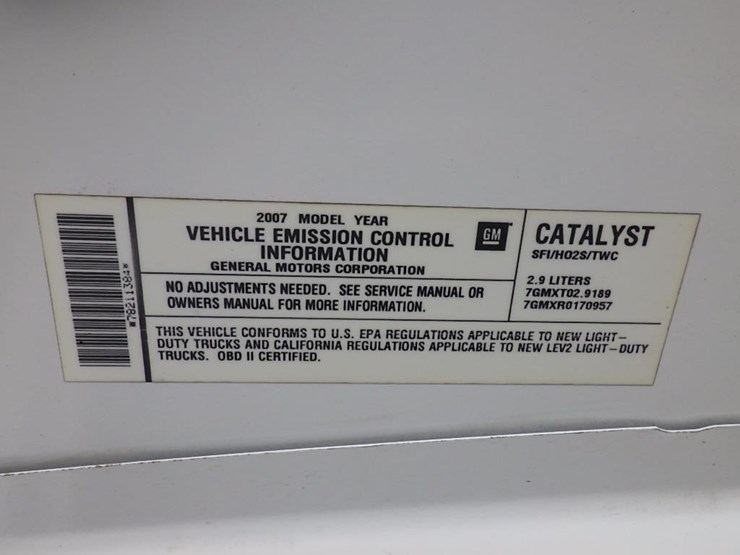 *78211384*
2007 MODEL YEAR
VEHICLE EMISSION CONTROL
INFORMATION
GENERAL MOTORS CORPORATION
GM
NO ADJUSTMENTS NEEDED. SEE SERVICE MANUAL OR
OWNERS MANUAL FOR MORE INFORMATION.
CATALYST
SFI/HO2S/TWC
2.9 LITERS
7GMXT02.9189
7GMXR0170957
THIS VEHICLE CONFORMS TO U.S. EPA REGULATIONS APPLICABLE TO NEW LIGHT-
DUTY TRUCKS AND CALIFORNIA REGULATIONS APPLICABLE TO NEW LEV2 LIGHT-DUTY
TRUCKS. OBD II CERTIFIED.